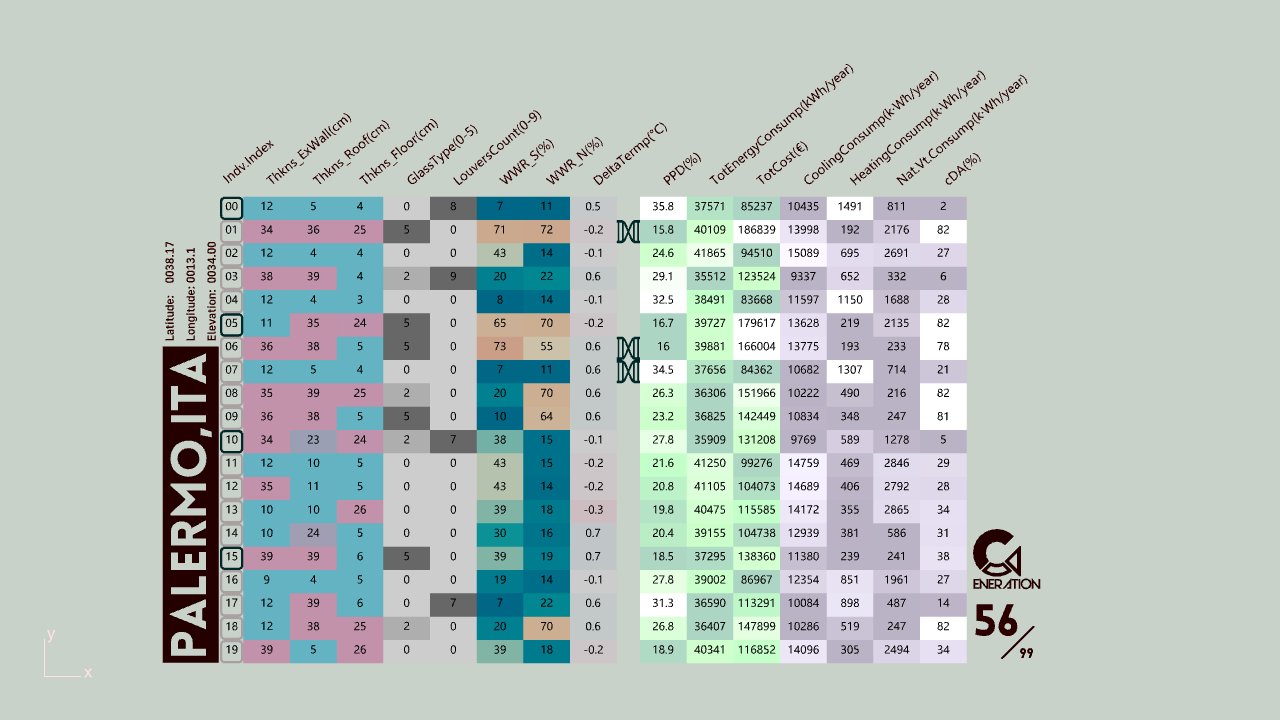 Indv.Index Thkns_ExWall(cm) Thkns_Roof(cm) Thkns_Floor(cm) GlassType(0-5) LouversCount(0-9) WWR_S(%) WWR_N(%) DeltaTermp(°C) PPD(%) TotEnergyConsump(kWh/year) TotCost(€) CoolingConsump(k·Wh/year) HeatingConsump(k·Wh/year) Nat.Vt.Consump(k·Wh/year) cDA(%)
00 12 5 4 0 8 7 11 0.5 35.8 37571 85237 10435 1491 811 2
01 34 36 25 5 0 71 72 -0.2 15.8 40109 186839 13998 192 2176 82
02 12 4 4 0 0 43 14 -0.1 24.6 41865 94510 15089 695 2691 27
03 38 39 4 2 9 20 22 0.6 29.1 35512 123524 9337 652 332 6
04 12 4 3 0 0 8 14 -0.1 32.5 38491 83668 11597 1150 1688 28
05 11 35 24 5 0 65 70 -0.2 16.7 39727 179617 13628 219 2135 82
06 36 38 5 5 0 73 55 0.6 16 39881 166004 13775 193 233 78
07 12 5 4 0 0 7 11 0.6 34.5 37656 84362 10682 1307 714 21
08 35 39 25 2 0 20 70 0.6 26.3 36306 151966 10222 490 216 82
09 36 38 5 5 0 10 64 0.6 23.2 36825 142449 10834 348 247 81
10 34 23 24 2 7 38 15 -0.1 27.8 35909 131208 9769 589 1278 5
11 12 10 5 0 0 43 15 -0.2 21.6 41250 99276 14759 469 2846 29
12 35 11 5 0 0 43 14 -0.2 20.8 41105 104073 14689 406 2792 28
13 10 10 26 0 0 39 18 -0.3 19.8 40475 115585 14172 355 2865 34
14 10 24 5 0 0 30 16 0.7 20.4 39155 104738 12939 381 586 31
15 39 39 6 5 0 39 19 0.7 18.5 37295 138360 11380 239 241 38
16 9 4 5 0 0 19 14 -0.1 27.8 39002 86967 12354 851 1961 27
17 12 39 6 0 7 7 22 0.6 31.3 36590 113291 10084 898 487 14
18 12 38 25 2 0 20 70 0.6 26.8 36407 147899 10286 519 247 82
19 39 5 26 0 0 39 18 -0.2 18.9 40341 116852 14096 305 2494 34
PALERMO,ITA
Latitude: 0038.17
Longitude: 0013.1
Elevation: 0034.00
GENERATION
56/99
y
x